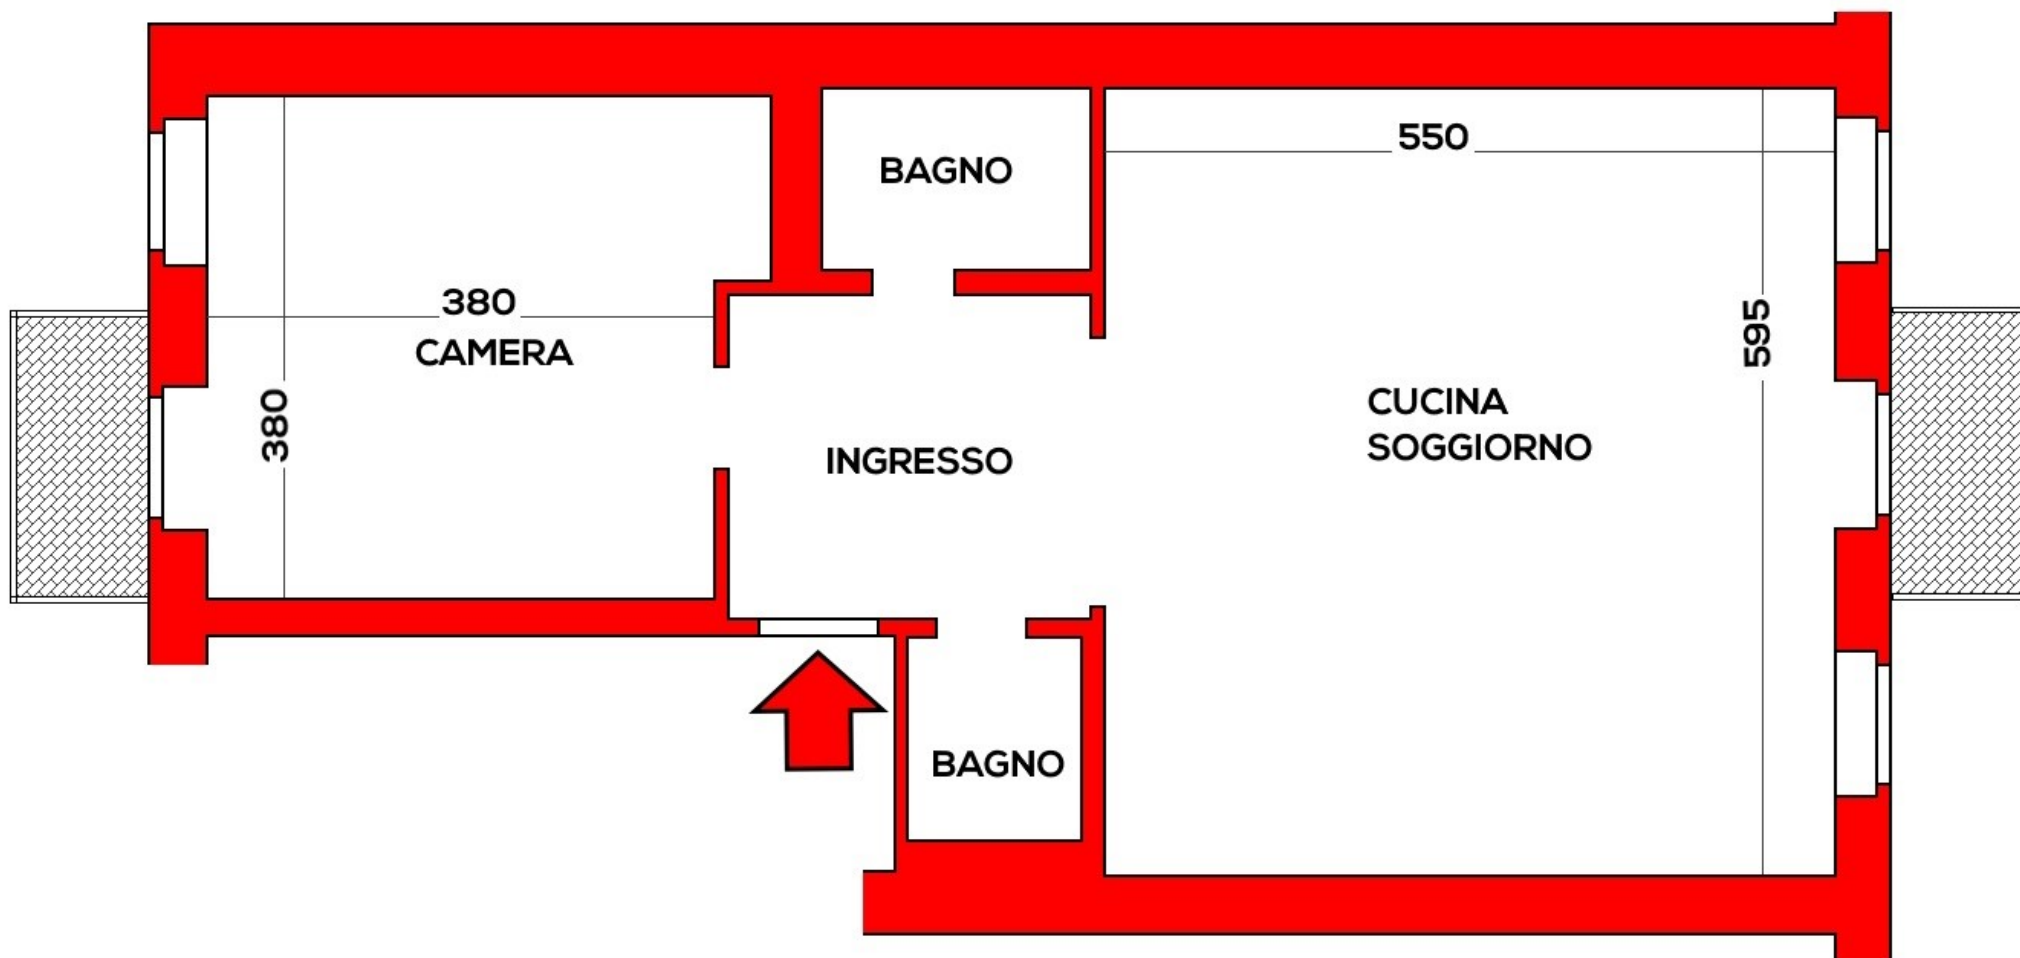 BAGNO
550
380
CAMERA
595
380
CUCINA
SOGGIORNO
INGRESSO
BAGNO